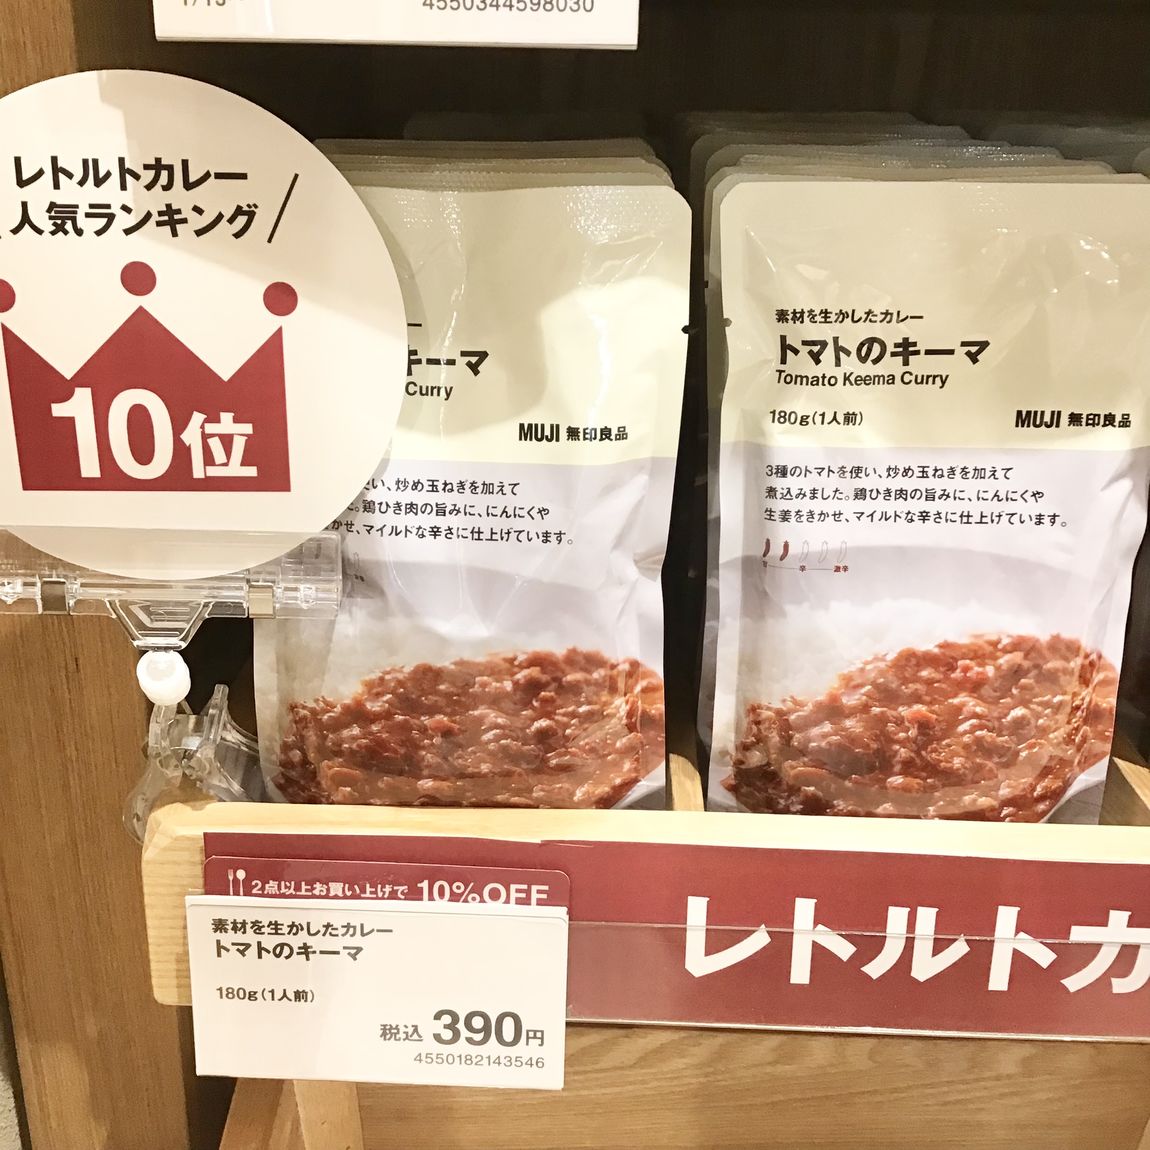 4550344598030
レトルトカレー
人気ランキング
10位
キーマ
Curry
MUJI 無印良品
い、炒め玉ねぎを加えて
鶏ひき肉の旨みに、にんにくや
きかせ、マイルドな辛さに仕上げています。
素材を生かしたカレー
トマトのキーマ
Tomato Keema Curry
180g(1人前)
MUJI 無印良品
3種のトマトを使い、炒め玉ねぎを加えて
煮込みました。鶏ひき肉の旨みに、にんにくや
生姜をきかせ、マイルドな辛さに仕上げています。
辛 激辛
2点以上お買い上げで 10%OFF
レトルトカ
素材を生かしたカレー
トマトのキーマ
180g(1人前)
税込 390円
4550182143546